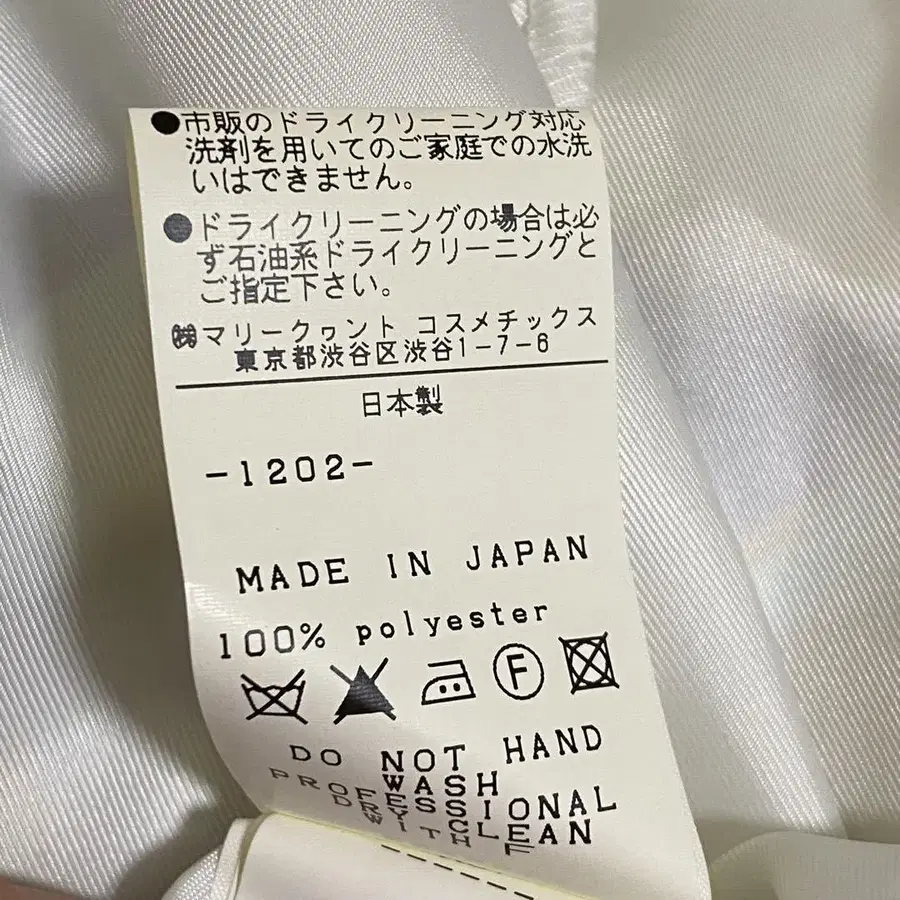 ●市販のドライクリーニング対応
洗剤を用いてのご家庭での水洗
いはできません。
●ドライクリーニングの場合は必
ず石油系ドライクリーニングと
ご指定下さい。
㈱マリークヮント コスメチックス
東京都渋谷区渋谷1-7-6
日本製
-1202-
MADE IN JAPAN
100% polyester
F
DO NOT HAND
WASH
PROFESSIONAL
DRY CLEAN
WITH F